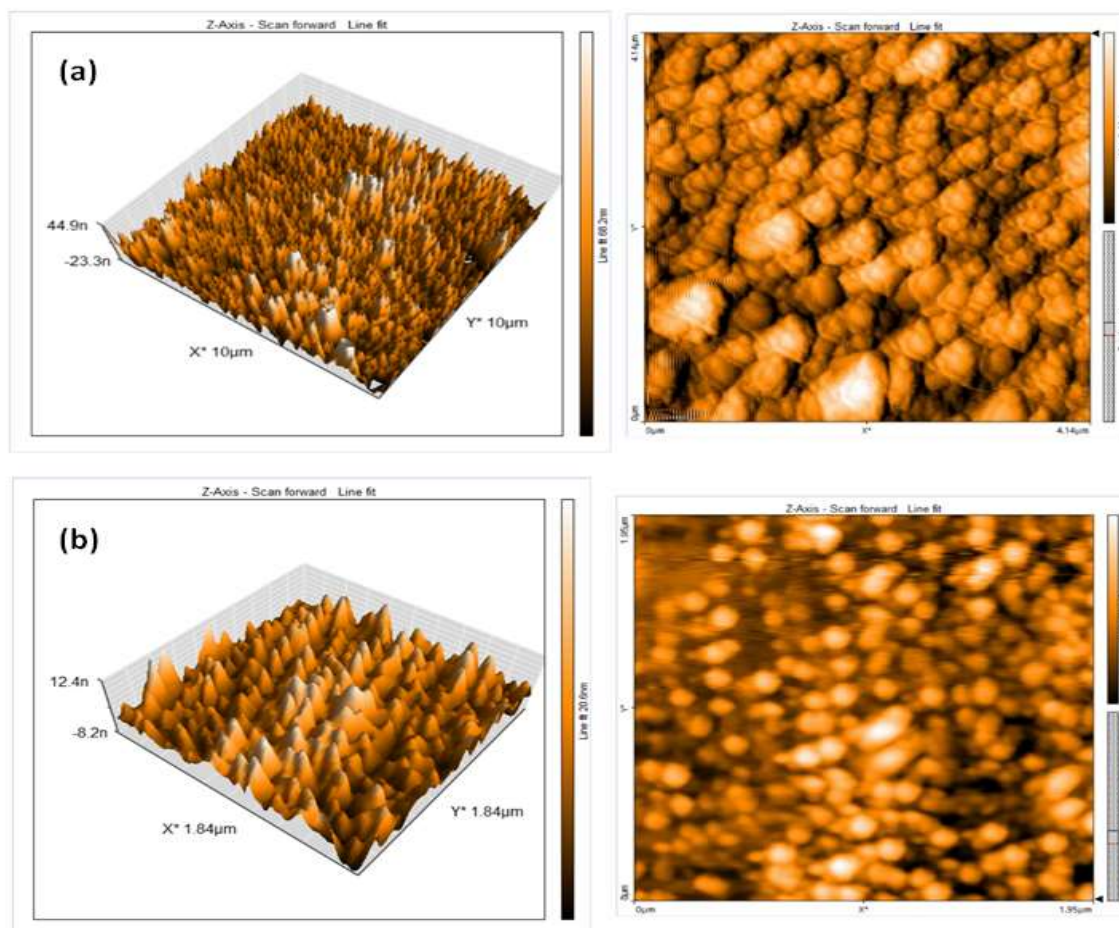 Z-Axis - Scan forward Line fit
(a)
44.9n
-23.3n
X* 10µm
Y* 10µm
Line fit 68.2nm
Z-Axis - Scan forward Line fit
4.14µm
Y*
0µm
0µm
X*
4.14µm
Z-Axis - Scan forward Line fit
(b)
12.4n
-8.2n
X* 1.84µm
Y* 1.84µm
Line fit 20.6nm
Z-Axis - Scan forward Line fit
1.95µm
Y*
0µm
0µm
X*
1.95µm